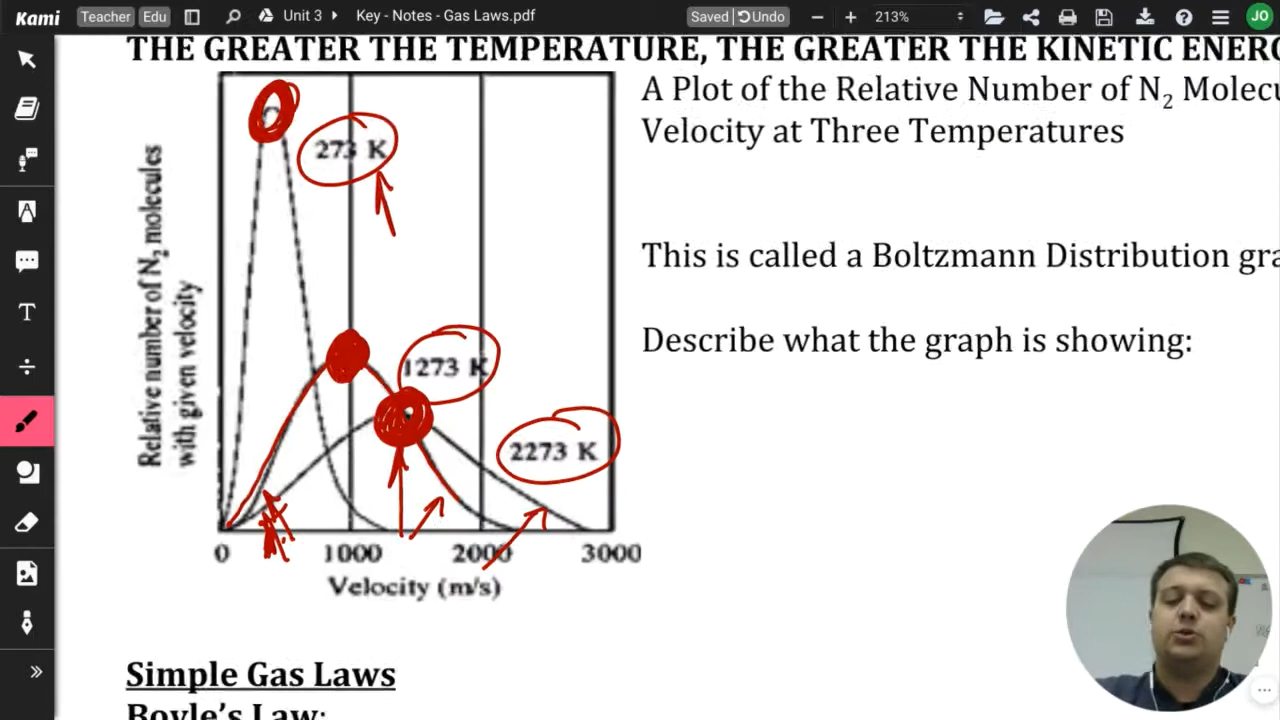 Kami
Teacher
Edu
Unit 3
Key - Notes - Gas Laws.pdf
Saved
Undo
213%
JO
THE GREATER THE TEMPERATURE, THE GREATER THE KINETIC ENERG
A Plot of the Relative Number of N₂ Molecu
Velocity at Three Temperatures
This is called a Boltzmann Distribution gra
Describe what the graph is showing:
Relative number of N₂ molecules
with given velocity
273 K
1273 K
2273 K
0 1000 2000 3000
Velocity (m/s)
Simple Gas Laws
Boyle's Law: